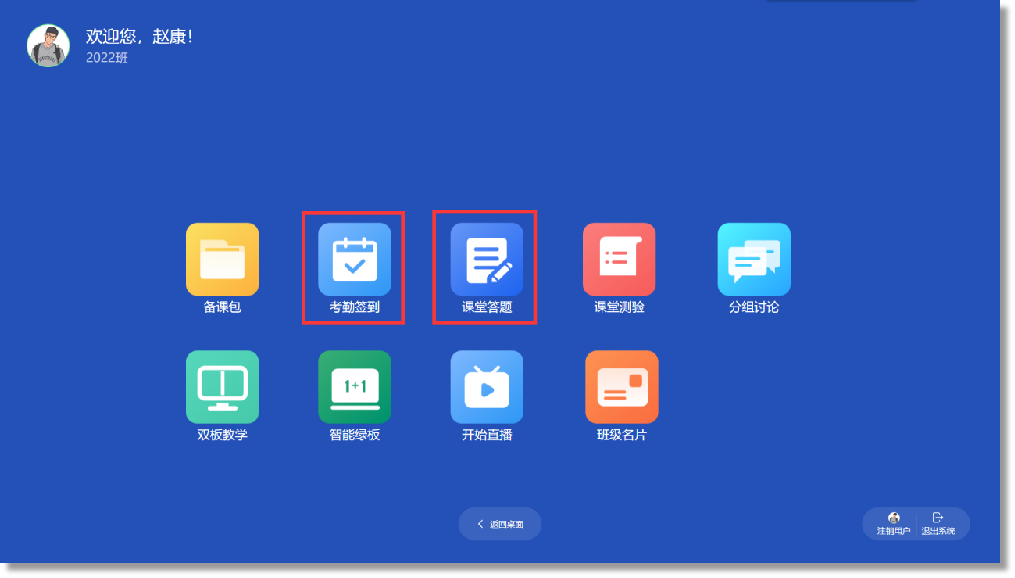 欢迎您，赵康！
2022班
备课包
考勤签到
课堂答题
课堂测验
分组讨论
1+1
双板教学
智能绿板
开始直播
班级名片
返回桌面
注销用户
退出系统